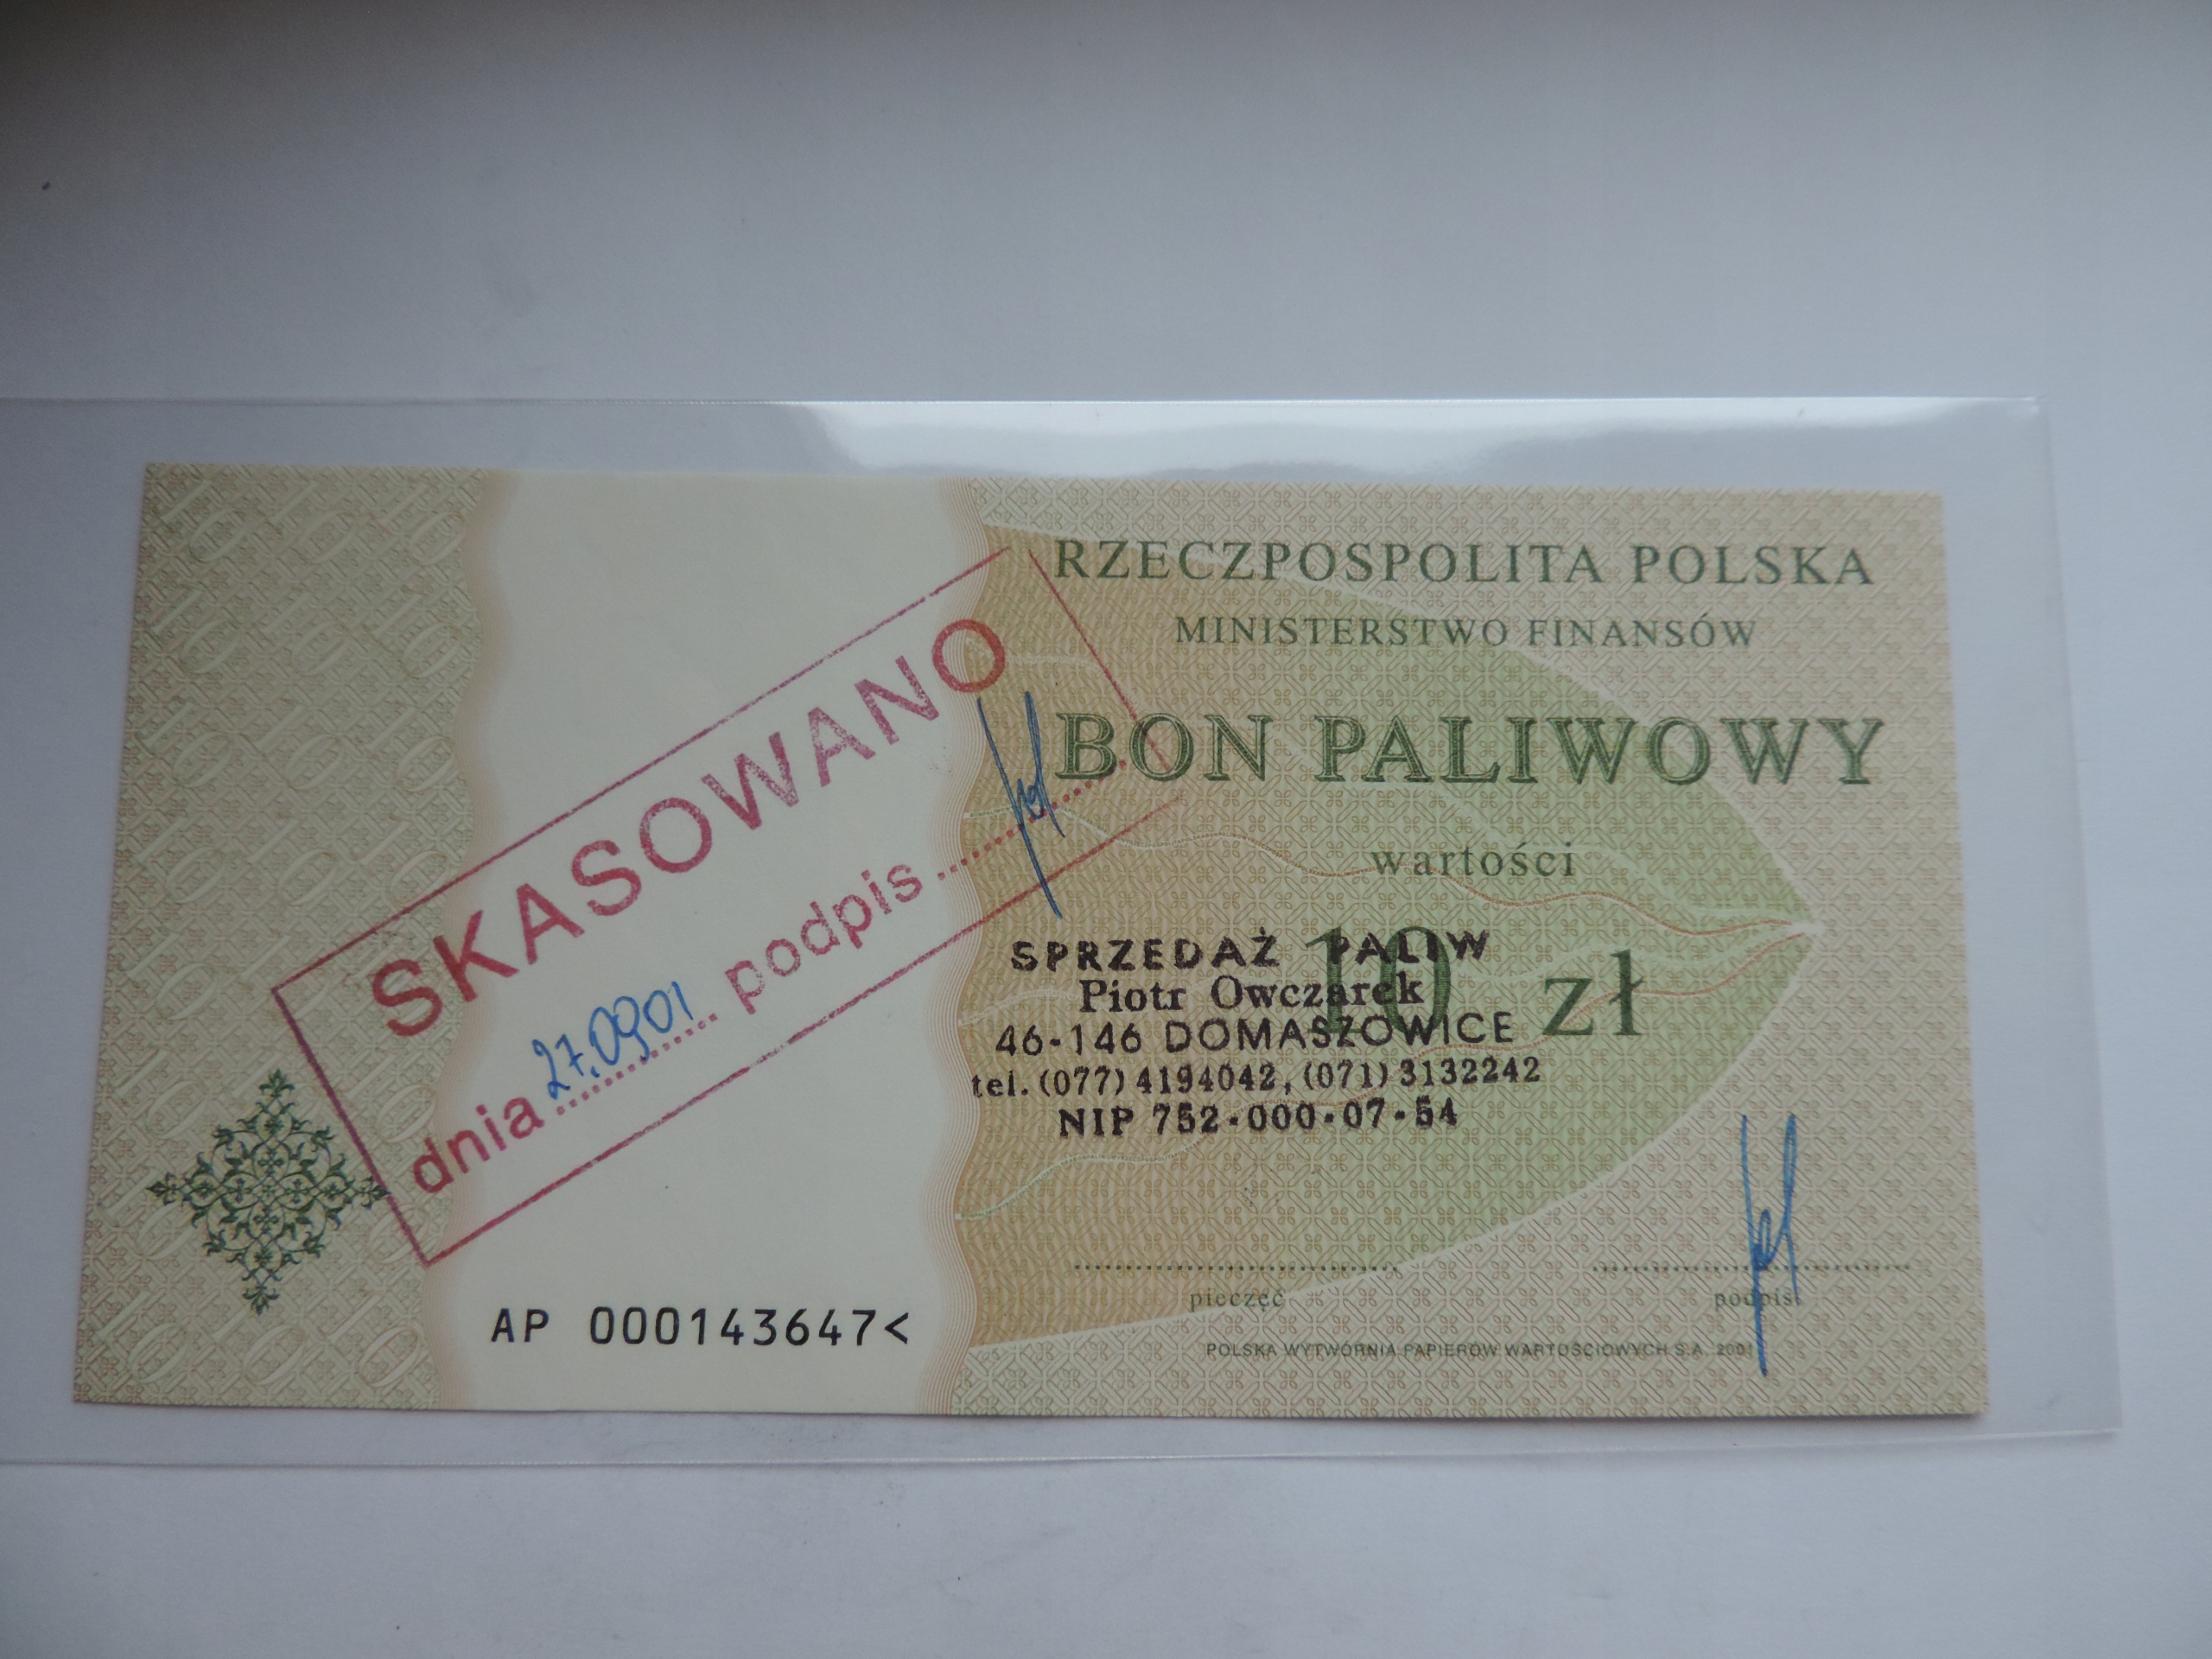 RZECZPOSPOLITA POLSKA
MINISTERSTWO FINANSÓW
BON PALIWOWY
wartości
10 zł
SKASOWANO
dnia 27.09.01 podpis
SPRZEDAŻ PALIW
Piotr Owczarek
46-146 DOMASZOWICE
tel. (077) 4194042, (071) 3132242
NIP 752-000-07-54
pieczęć podpis
AP 000143647<
POLSKA WYTWÓRNIA PAPIERÓW WARTOŚCIOWYCH S.A. 2001